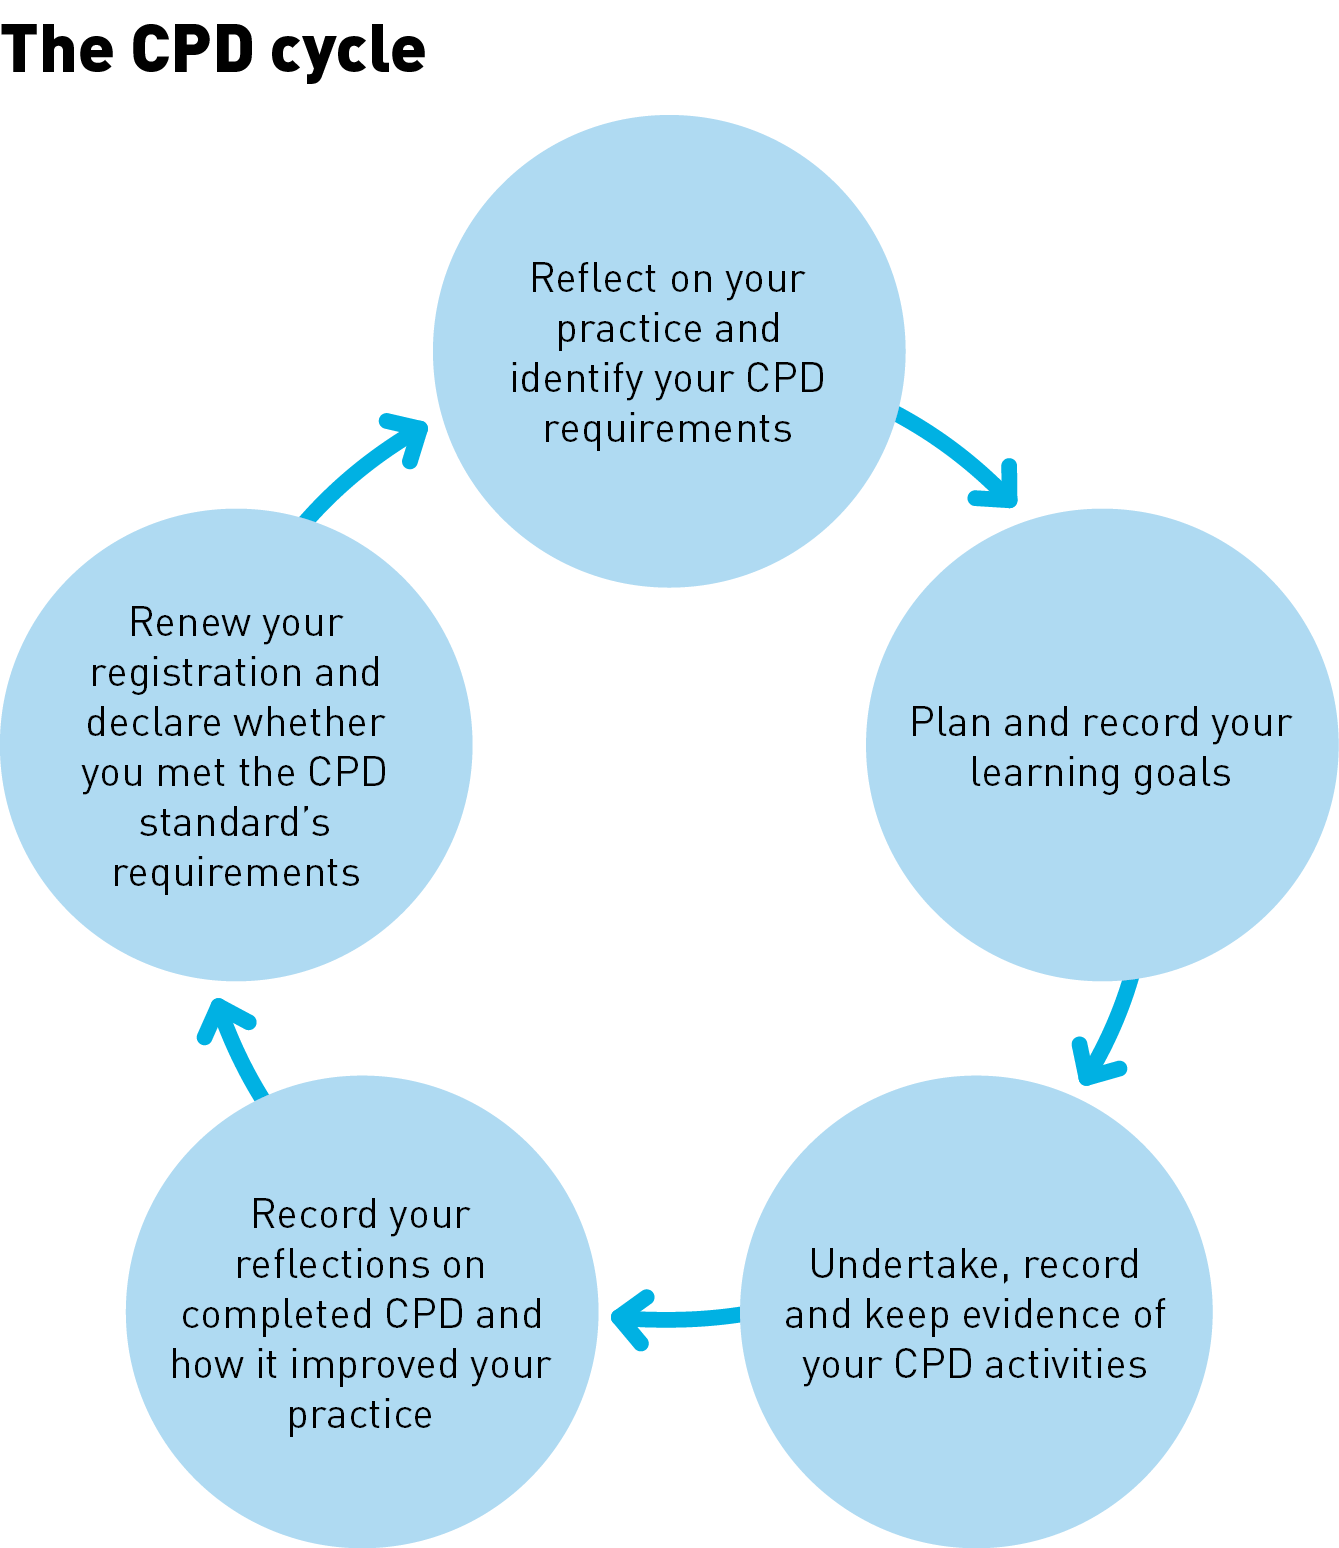 The CPD cycle
Reflect on your
practice and
identify your CPD
requirements
Plan and record your
learning goals
Undertake, record
and keep evidence of
your CPD activities
Record your
reflections on
completed CPD and
how it improved your
practice
Renew your
registration and
declare whether
you met the CPD
standard’s
requirements